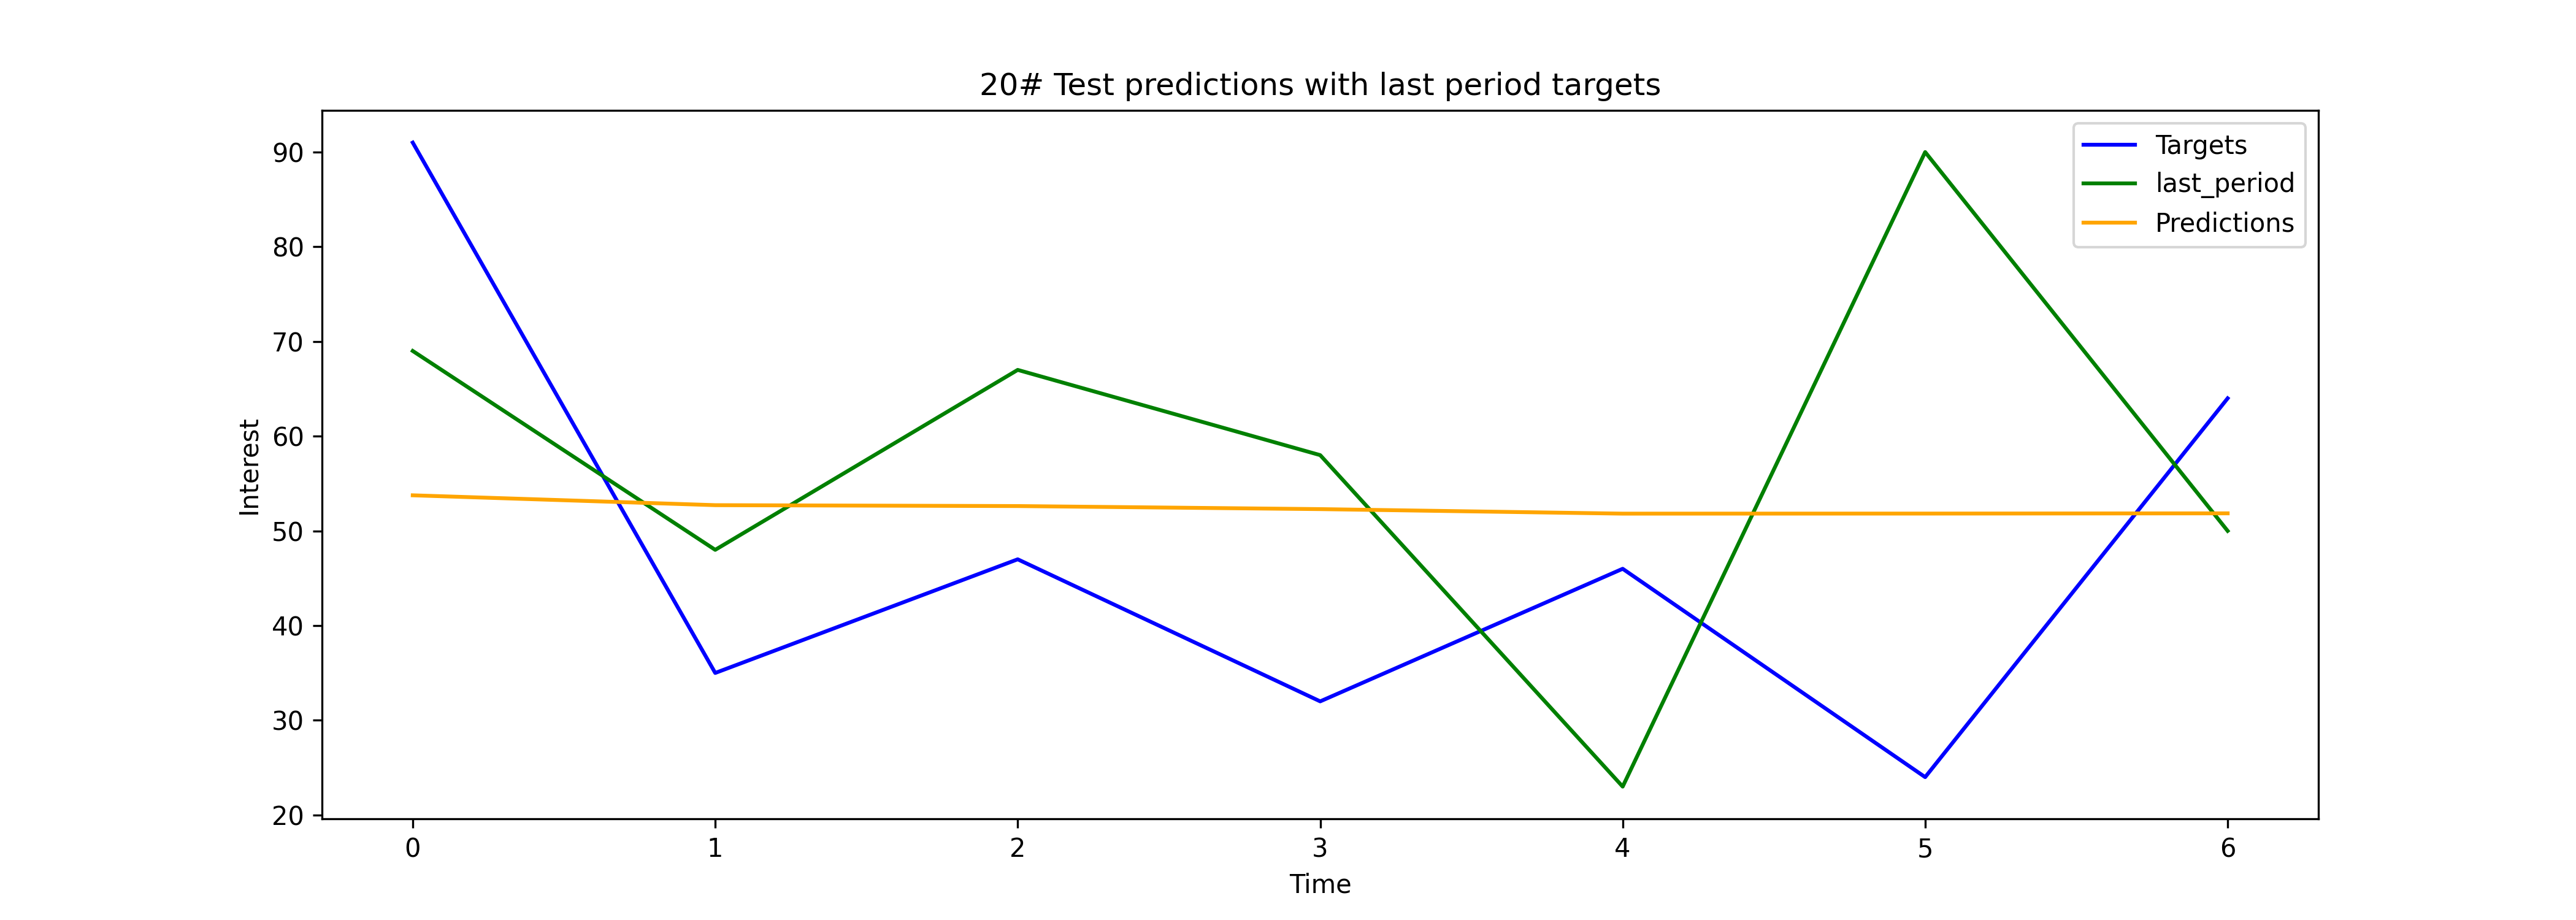 20# Test predictions with last period targets
Targets
last_period
Predictions
Interest
90
80
70
60
50
40
30
20
0 1 2 3 4 5 6
Time